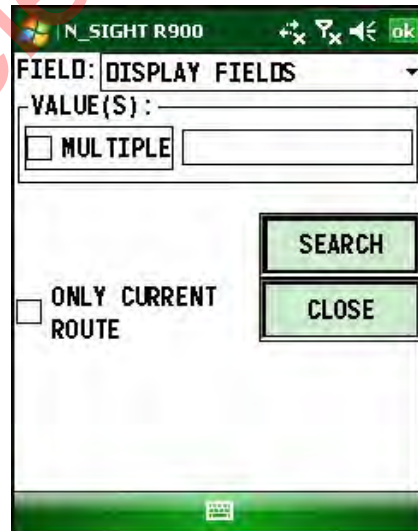 N_SIGHT R900 ok
FIELD: DISPLAY FIELDS
VALUE(S):
MULTIPLE
SEARCH
ONLY CURRENT
ROUTE
CLOSE